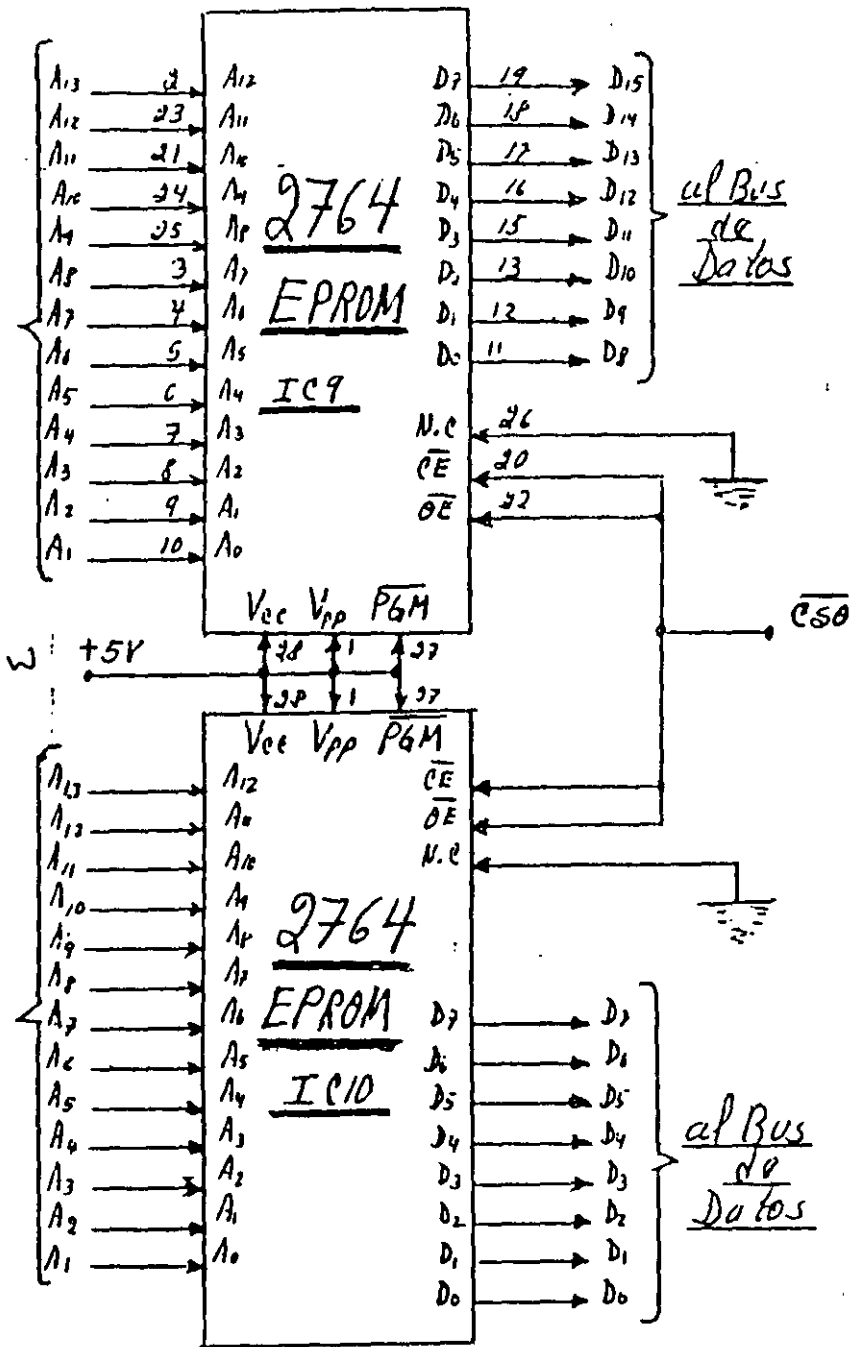 A13 2 A12 D7 19 D15
A12 23 A11 D6 18 D14
A11 21 A10 D5 17 D13
A10 24 A9 D4 16 D12
A9 25 A8 D3 15 D11
A8 3 A7 D2 13 D10
A7 4 A6 D1 12 D9
A6 5 A5 D0 11 D8
A5 6 A4
A4 7 A3
A3 8 A2
A2 9 A1
A1 10 A0
2764
EPROM
IC9
al Bus
de
Datos
N.C 26
CE 20
OE 22
Vcc Vpp PGM
28 1 27
+5V
CS0
28 1 27
Vcc Vpp PGM
A13 A12 CE
A12 A11 OE
A11 A10 N.C
A10 A9
A9 A8
A8 A7
A7 A6 D7 D7
A6 A5 D6 D6
A5 A4 D5 D5
A4 A3 D4 D4
A3 A2 D3 D3
A2 A1 D2 D2
A1 A0 D1 D1
D0 D0
2764
EPROM
IC10
al Bus
de
Datos